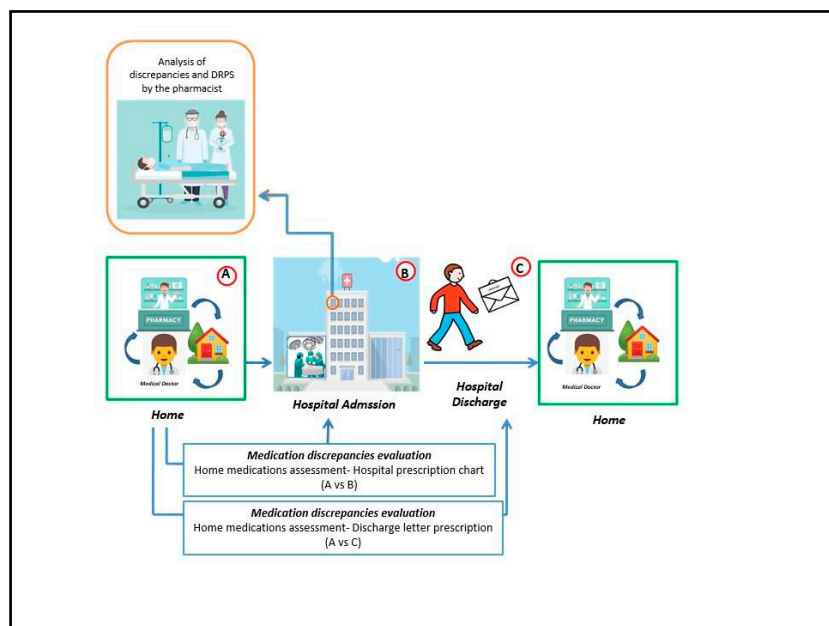 Analysis of
discrepancies and DRPS
by the pharmacist
A
PHARMACY
Medical Doctor
Home
B
Hospital Admssion
C
Hospital
Discharge
PHARMACY
Medical Doctor
Home
Medication discrepancies evaluation
Home medications assessment- Hospital prescription chart
(A vs B)
Medication discrepancies evaluation
Home medications assessment- Discharge letter prescription
(A vs C)